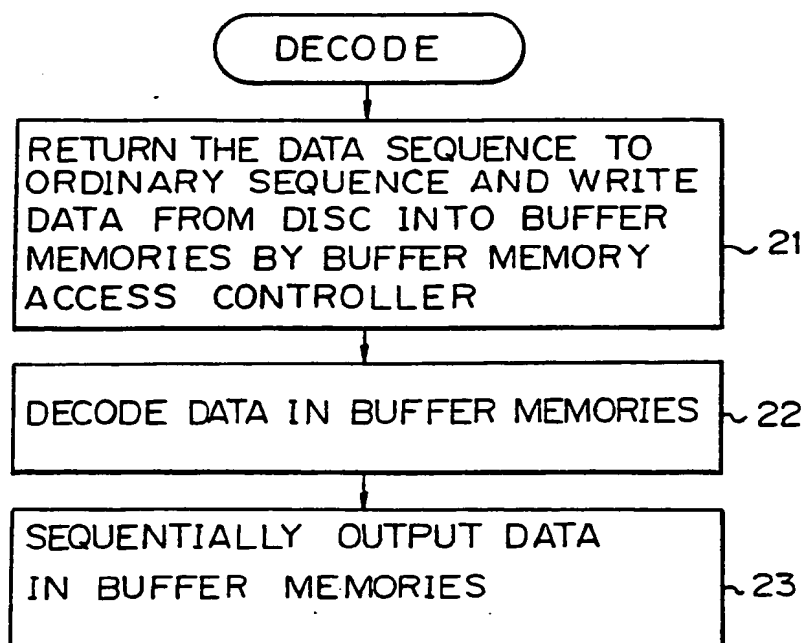 DECODE
RETURN THE DATA SEQUENCE TO
ORDINARY SEQUENCE AND WRITE
DATA FROM DISC INTO BUFFER
MEMORIES BY BUFFER MEMORY
ACCESS CONTROLLER
21
DECODE DATA IN BUFFER MEMORIES
22
SEQUENTIALLY OUTPUT DATA
IN BUFFER MEMORIES
23